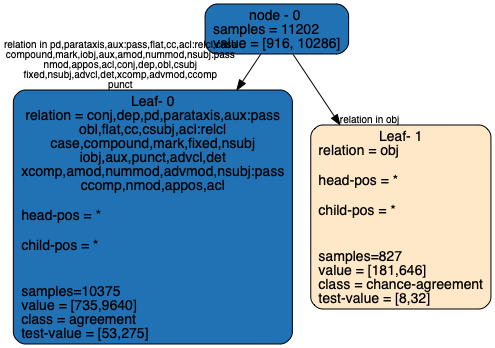 node - 0
samples = 11202
value = [916, 10286]
relation in pd,parataxis,aux:pass,flat,cc,acl:relcl,case
compound,mark,iobj,aux,amod,nummod,nsubj:pass
nmod,appos,acl,conj,dep,obl,csubj
fixed,nsubj,advcl,det,xcomp,advmod,ccomp
punct
relation in obj
Leaf- 0
relation = conj,dep,pd,parataxis,aux:pass
obl,flat,cc,csubj,acl:relcl
case,compound,mark,fixed,nsubj
iobj,aux,punct,advcl,det
xcomp,amod,nummod,advmod,nsubj:pass
ccomp,nmod,appos,acl
head-pos = *
child-pos = *
samples=10375
value = [735,9640]
class = agreement
test-value = [53,275]
Leaf- 1
relation = obj
head-pos = *
child-pos = *
samples=827
value = [181,646]
class = chance-agreement
test-value = [8,32]